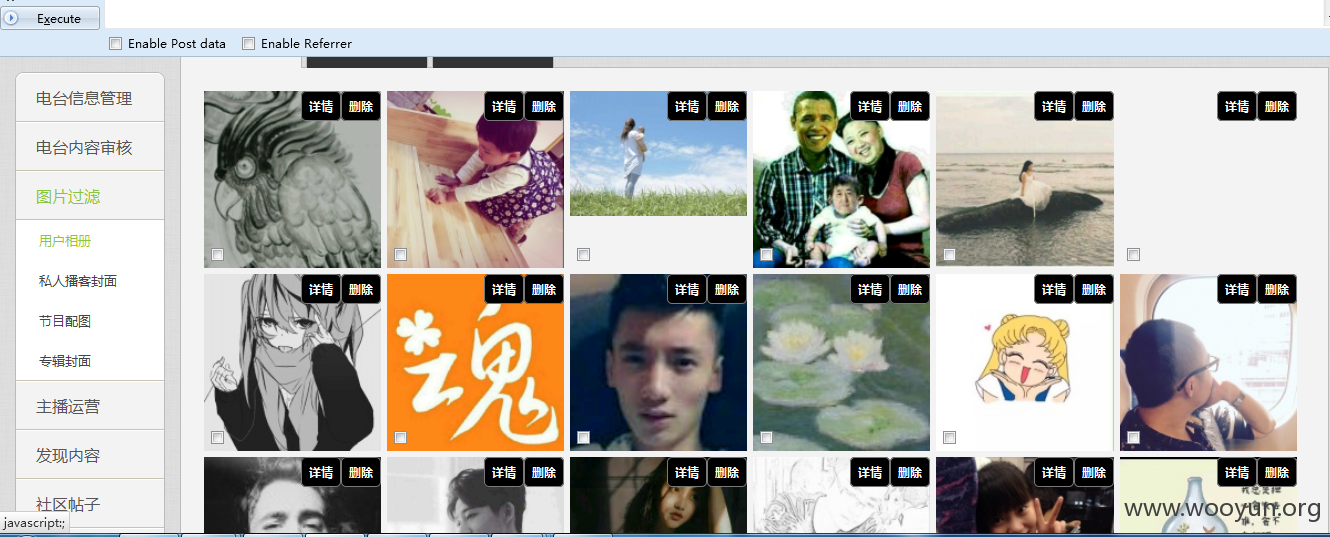 Execute
Enable Post data
Enable Referrer
电台信息管理
电台内容审核
图片过滤
用户相册
私人播客封面
节目配图
专辑封面
主播运营
发现内容
社区帖子
javascript:;
详情 删除 详情 删除 详情 删除 详情 删除 详情 删除 详情 删除
详情 删除 详情 删除 详情 删除 详情 删除 详情 删除 详情 删除
魂
详情 删除 详情 删除 详情 删除 详情 删除 详情 删除 详情 删除
www.wooyun.org